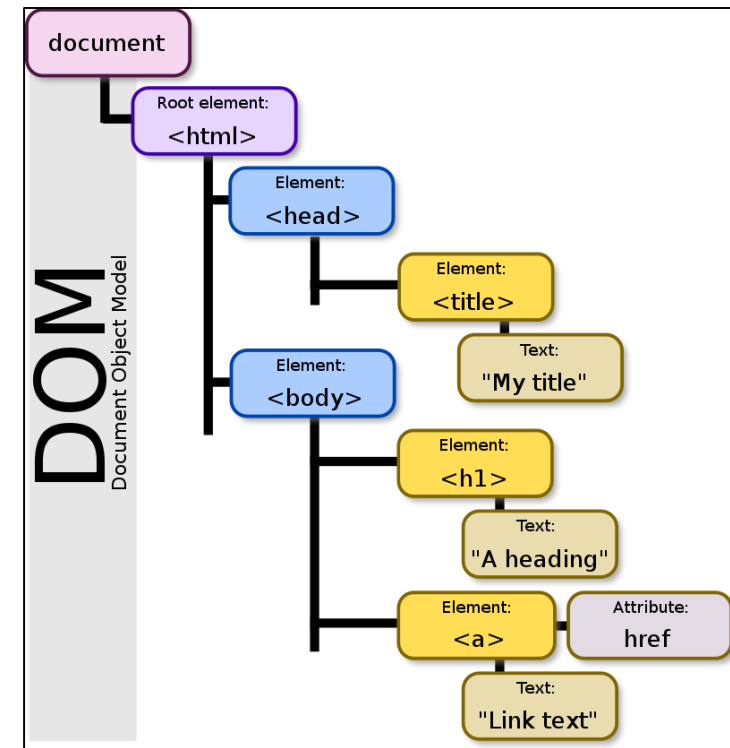 document
Root element:
<html>
Element:
<head>
Element:
<title>
Text:
"My title"
Element:
<body>
Element:
<h1>
Text:
"A heading"
Element:
<a>
Attribute:
href
Text:
"Link text"
DOM
Document Object Model